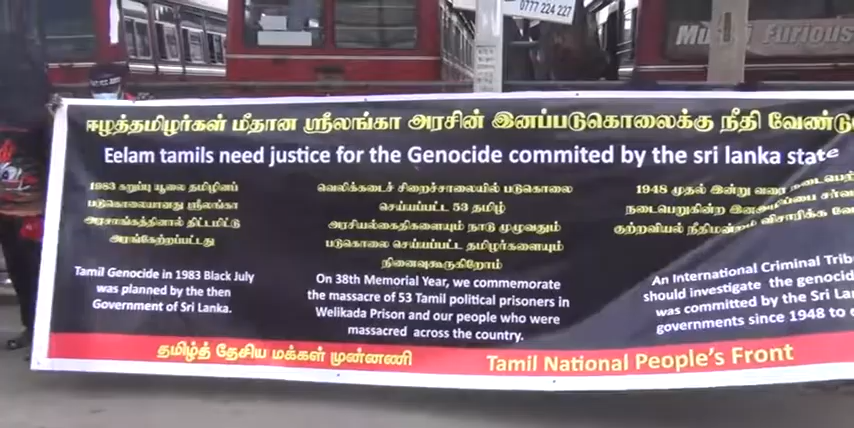 0777 224 227
Furious
ஈழத்தமிழர்கள் மீதான ஸ்ரீலங்கா அரசின் இனப்படுகொலைக்கு நீதி
Eelam tamils need justice for the Genocide commited by the sri lanka state
1983 கறுப்பு யூலை தமிழினப்
படுகொலையானது ஸ்ரீலங்கா
அரசாங்கத்தினால் திட்டமிட்டு
அரங்கேற்றப்பட்டது
Tamil Genocide in 1983 Black July
was planned by the then
Government of Sri Lanka.
வெலிக்கடைச் சிறைச்சாலையில் படுகொலை
செய்யப்பட்ட 53 தமிழ்
அரசியல்கைதிகளையும் நாடு முழுவதும்
படுகொலை செய்யப்பட்ட தமிழர்களையும்
நினைவுகூருகிறோம்
On 38th Memorial Year, we commemorate
the massacre of 53 Tamil political prisoners in
Welikada Prison and our people who were
massacred across the country.
1948 முதல் இன்று வரை
நடைபெறுகின்ற
குற்றவியல்
An International Criminal
should investigate the
was committed by the Sri
governments since 1948 to
தமிழ்த் தேசிய மக்கள் முன்னணி
Tamil National People's Front